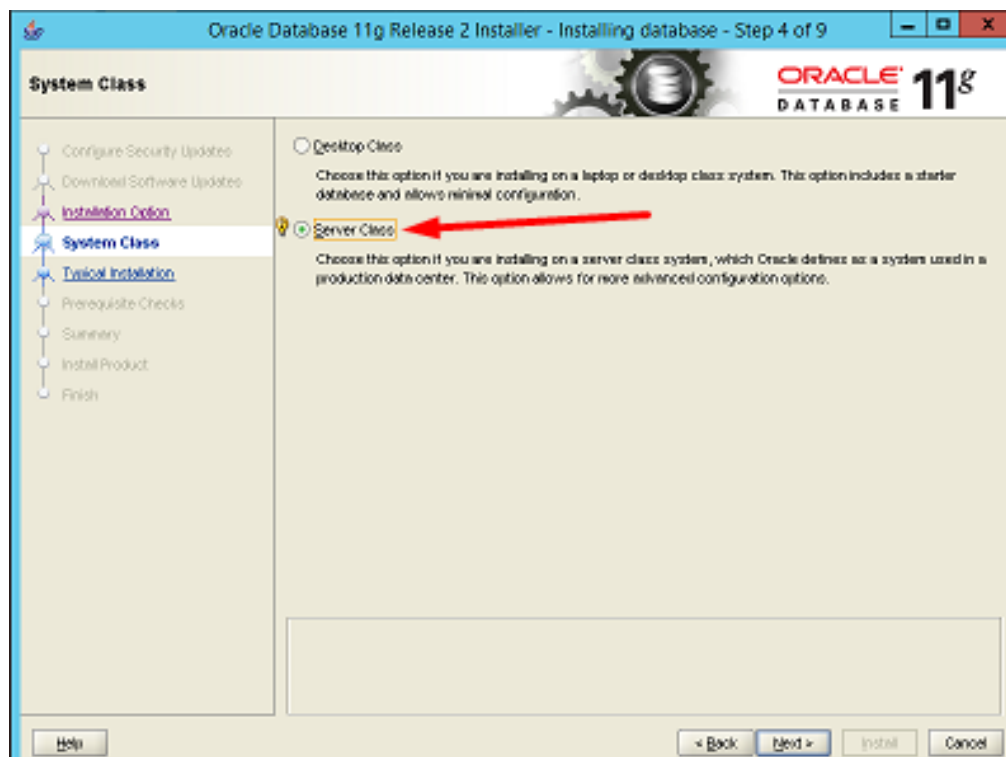 Oracle Database 11g Release 2 Installer - Installing database - Step 4 of 9
System Class
ORACLE 11g
DATABASE
Configure Security Updates
Download Software Updates
Installation Option
System Class
Typical Installation
Prerequisite Checks
Summary
Install Product
Finish
Desktop Class
Choose this option if you are installing on a laptop or desktop class system. This option includes a starter
database and allows minimal configuration.
Server Class
Choose this option if you are installing on a server class system, which Oracle defines as a system used in a
production data center. This option allows for more advanced configuration options.
Help
< Back
Next >
Install
Cancel